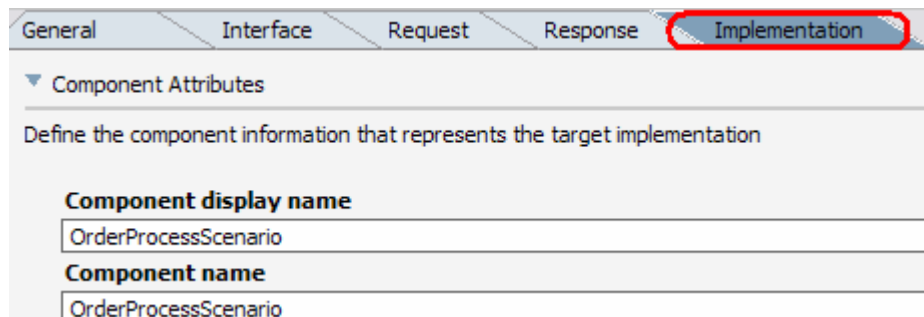 General Interface Request Response Implementation
Component Attributes
Define the component information that represents the target implementation
Component display name
OrderProcessScenario
Component name
OrderProcessScenario